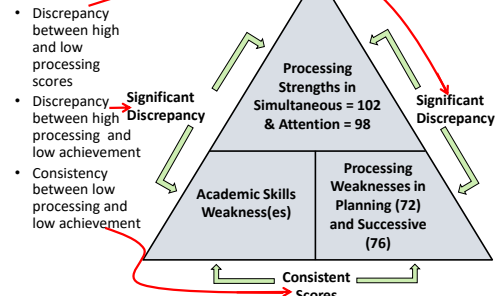 • Discrepancy
between high
and low
processing
scores
• Discrepancy
between high
processing and
low achievement
• Consistency
between low
processing and
low achievement
Significant
Discrepancy
Processing
Strengths in
Simultaneous = 102
& Attention = 98
Significant
Discrepancy
Academic Skills
Weakness(es)
Processing
Weaknesses in
Planning (72)
and Successive
(76)
Consistent
Scores